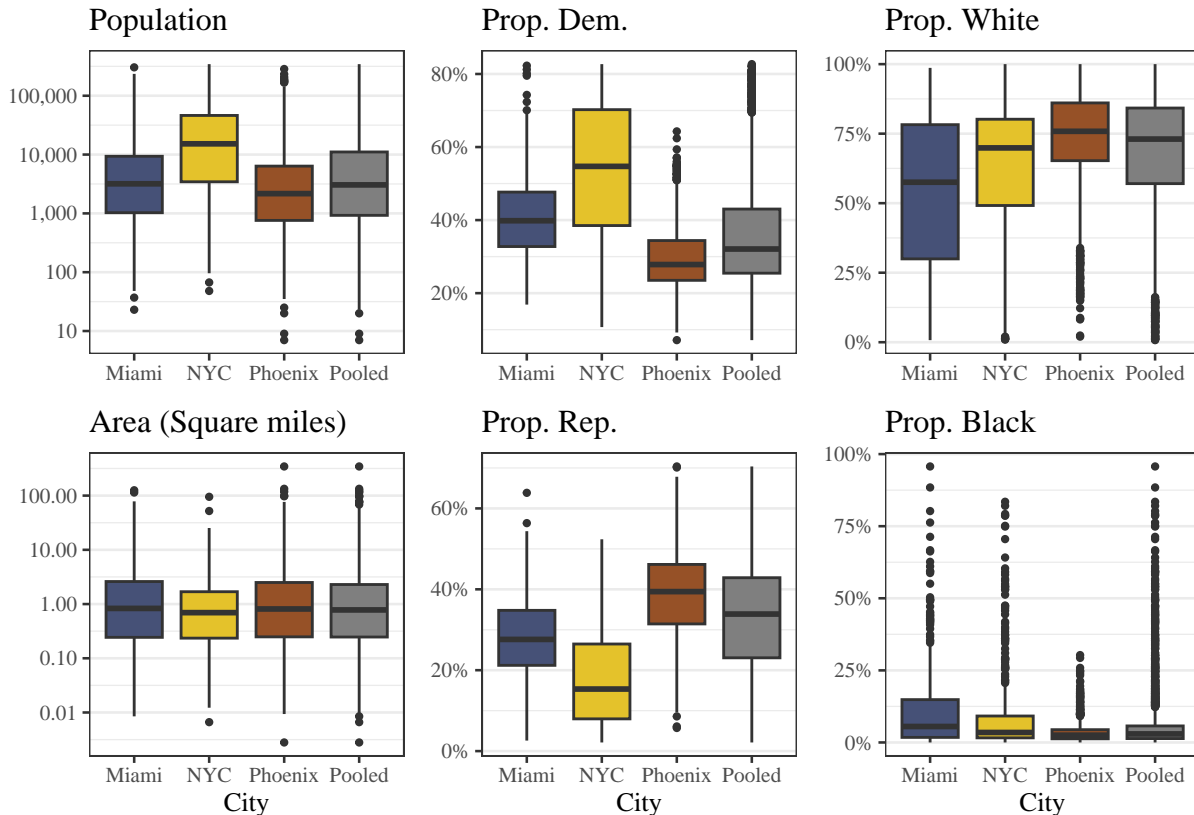 Population
100,000
10,000
1,000
100
10
Miami NYC Phoenix Pooled
Prop. Dem.
80%
60%
40%
20%
Miami NYC Phoenix Pooled
Prop. White
100%
75%
50%
25%
0%
Miami NYC Phoenix Pooled
Area (Square miles)
100.00
10.00
1.00
0.10
0.01
Miami NYC Phoenix Pooled
City
Prop. Rep.
60%
40%
20%
0%
Miami NYC Phoenix Pooled
City
Prop. Black
100%
75%
50%
25%
0%
Miami NYC Phoenix Pooled
City